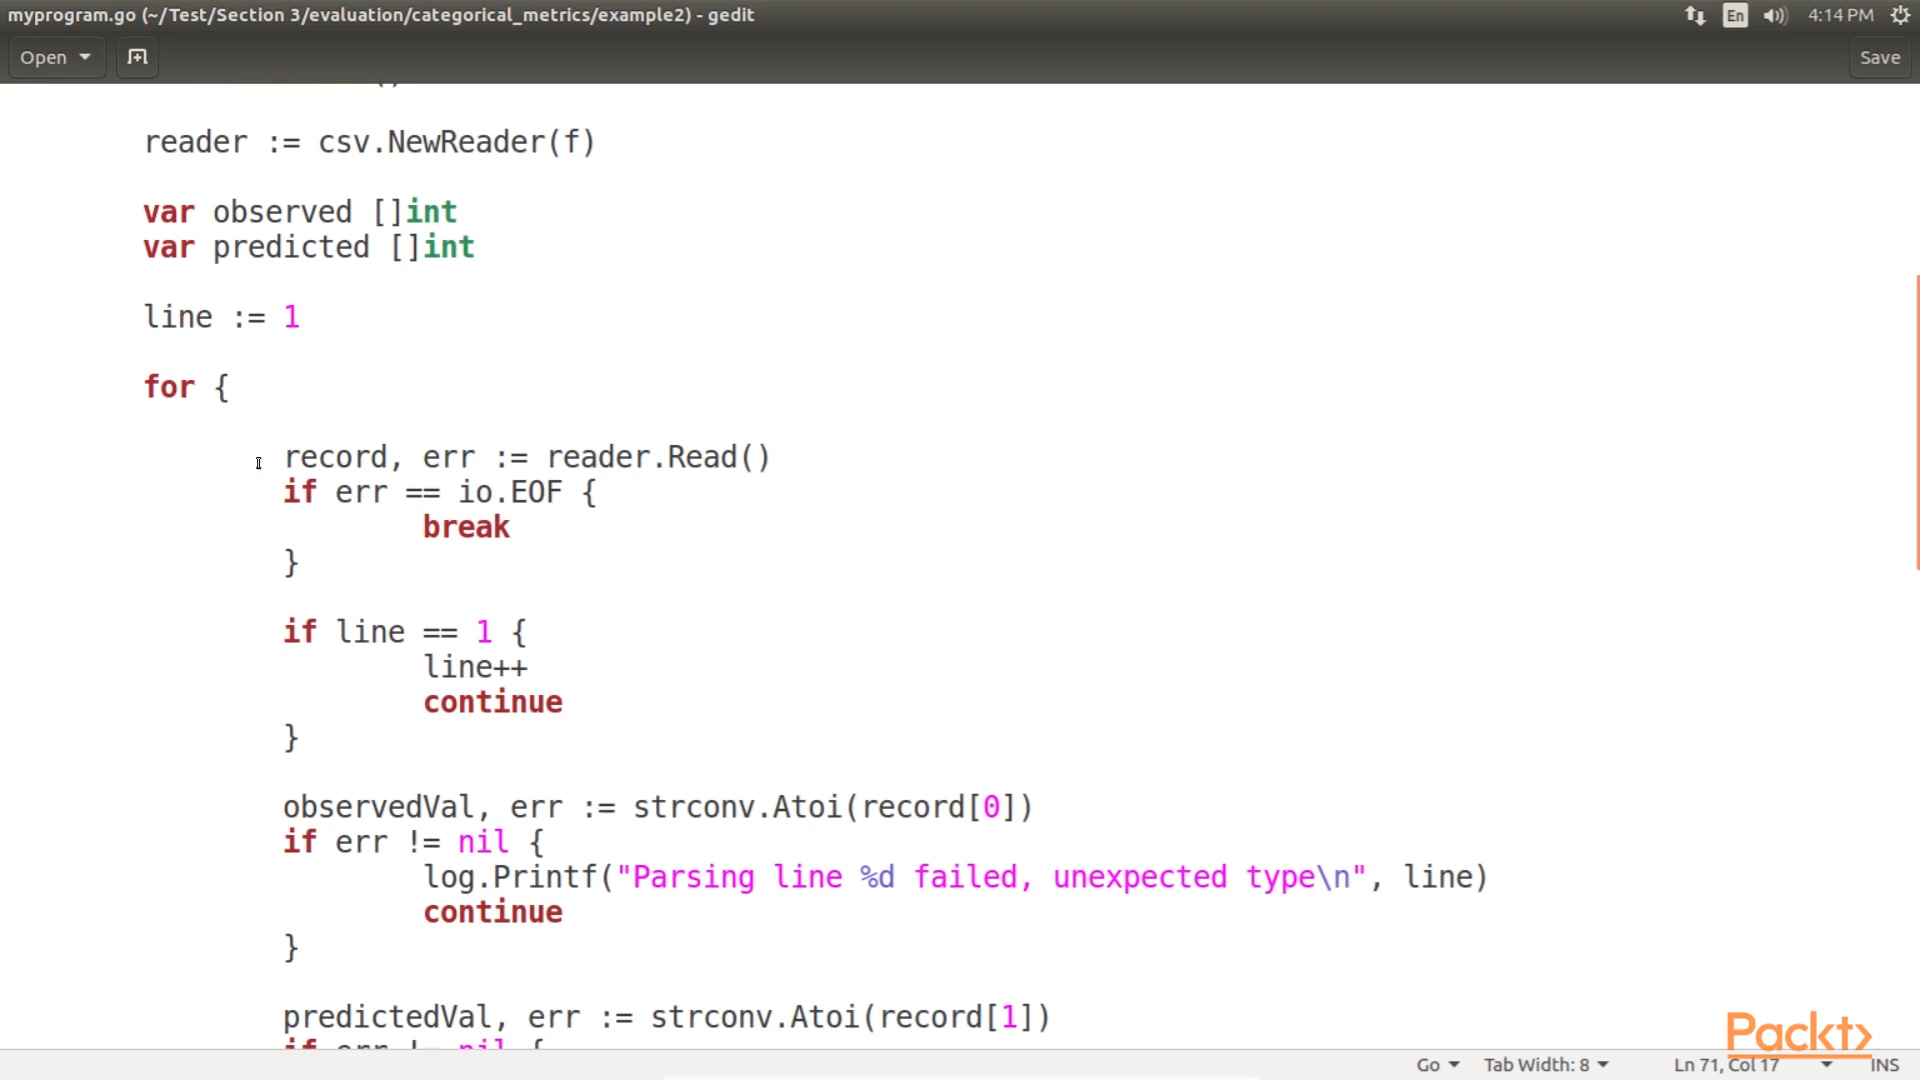 myprogram.go (~/Test/Section 3/evaluation/categorical_metrics/example2) - gedit
En
4:14 PM
Open
Save
reader := csv.NewReader(f)
var observed []int
var predicted []int
line := 1
for {
record, err := reader.Read()
if err == io.EOF {
break
}
if line == 1 {
line++
continue
}
observedVal, err := strconv.Atoi(record[0])
if err != nil {
log.Printf("Parsing line %d failed, unexpected type\n", line)
continue
}
predictedVal, err := strconv.Atoi(record[1])
if err != nil {
Packt>
Go
Tab Width: 8
Ln 71, Col 17
INS